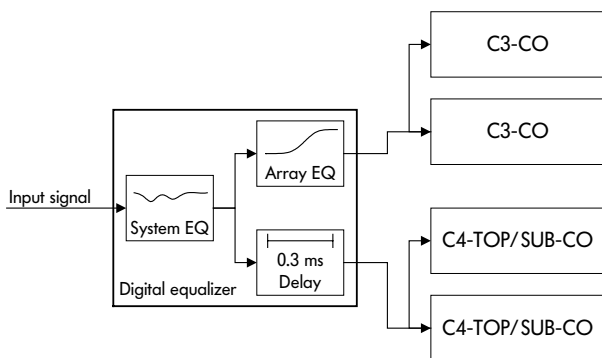 C3-CO
C3-CO
Array EQ
Input signal
System EQ
0.3 ms
Delay
Digital equalizer
C4-TOP/SUB-CO
C4-TOP/SUB-CO